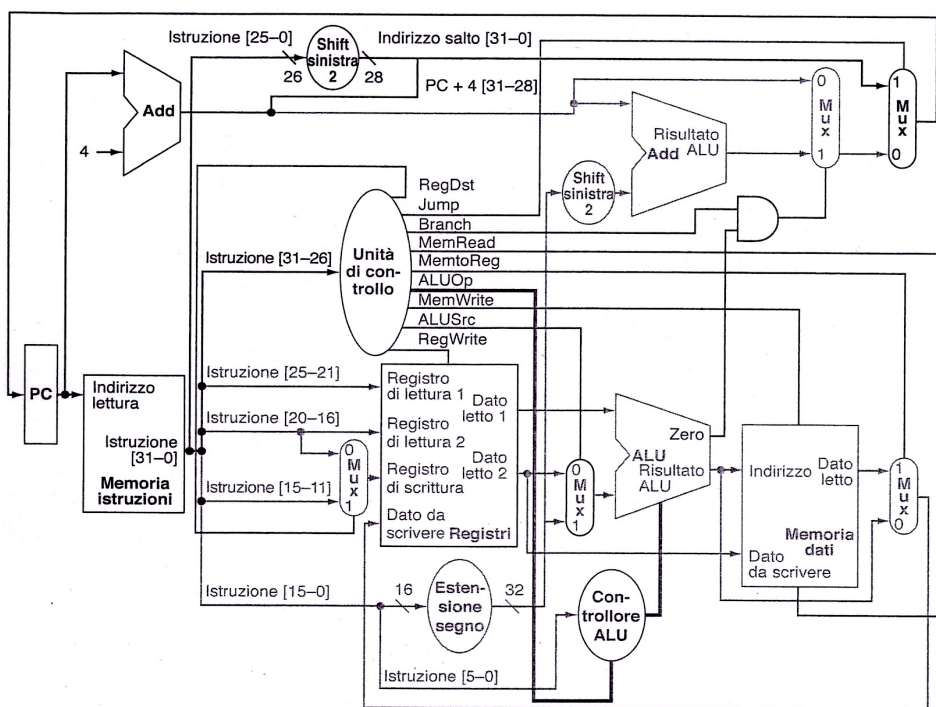 Istruzione [25–0]
Shift
sinistra
2
26
28
Indirizzo salto [31–0]
PC + 4 [31–28]
Add
4
0
M
u
x
1
1
M
u
x
0
Risultato
ALU
Add
Shift
sinistra
2
RegDst
Jump
Branch
MemRead
MemtoReg
ALUOp
MemWrite
ALUSrc
RegWrite
Unità
di con-
trollo
Istruzione [31–26]
PC
Indirizzo
lettura
Istruzione
[31–0]
Memoria
istruzioni
Istruzione [25–21]
Istruzione [20–16]
Istruzione [15–11]
0
M
u
x
1
Registro
di lettura 1
Registro
di lettura 2
Registro
di scrittura
Dato da
scrivere
Registri
Dato
letto 1
Dato
letto 2
0
M
u
x
1
Zero
ALU
Risultato
ALU
Indirizzo
Dato
letto
Memoria
dati
Dato
da scrivere
1
M
u
x
0
Istruzione [15–0]
16
Esten-
sione
segno
32
Con-
trollore
ALU
Istruzione [5–0]